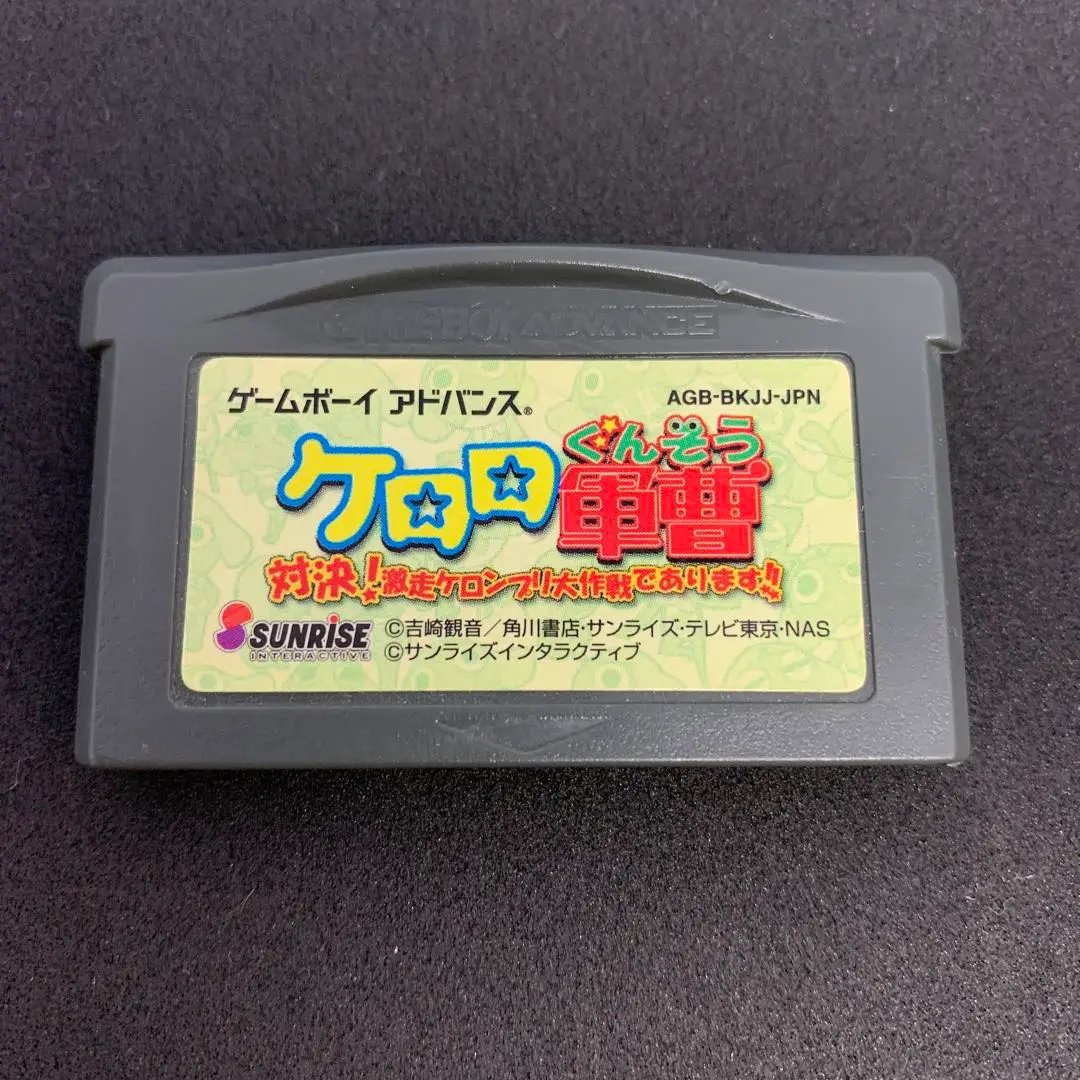 GAME BOY ADVANCE
ゲームボーイ アドバンス® AGB-BKJJ-JPN
ぐんそう
ケロロ軍曹
対決!激走ケロンプリ大作戦であります!!
SUNRISE
INTERACTIVE
©吉崎観音/角川書店・サンライズ・テレビ東京・NAS
©サンライズインタラクティブ